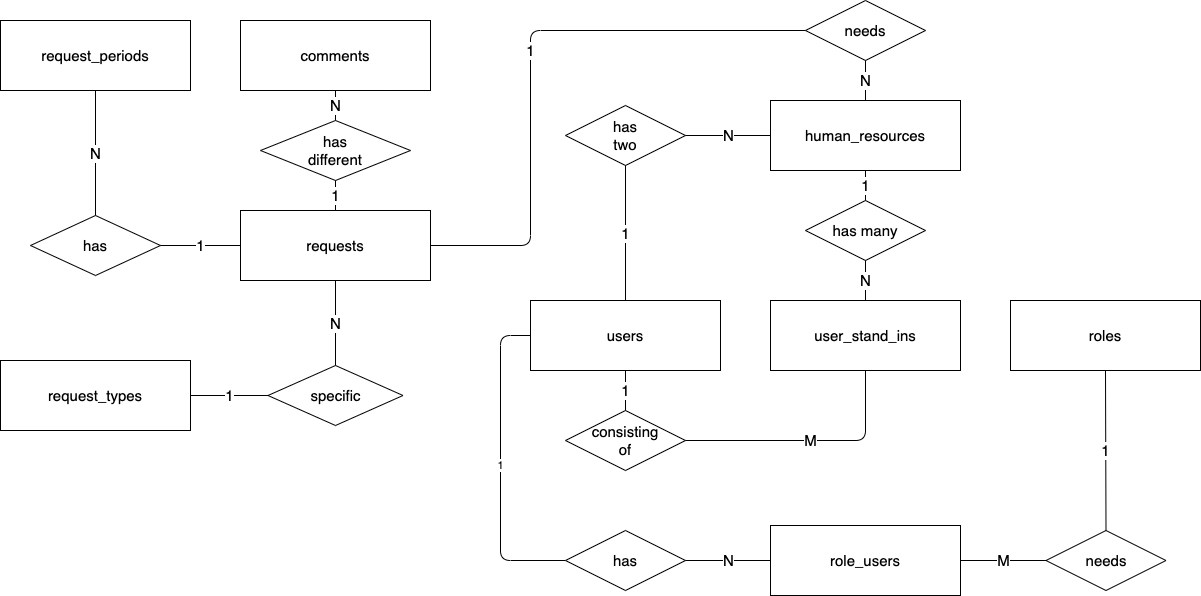 needs
1
request_periods
comments
N
N
has
two
N
human_resources
has
different
N
1
1
has
1
requests
1
has many
N
N
users
user_stand_ins
roles
request_types
1
specific
1
consisting
of
M
1
1
has
N
role_users
M
needs